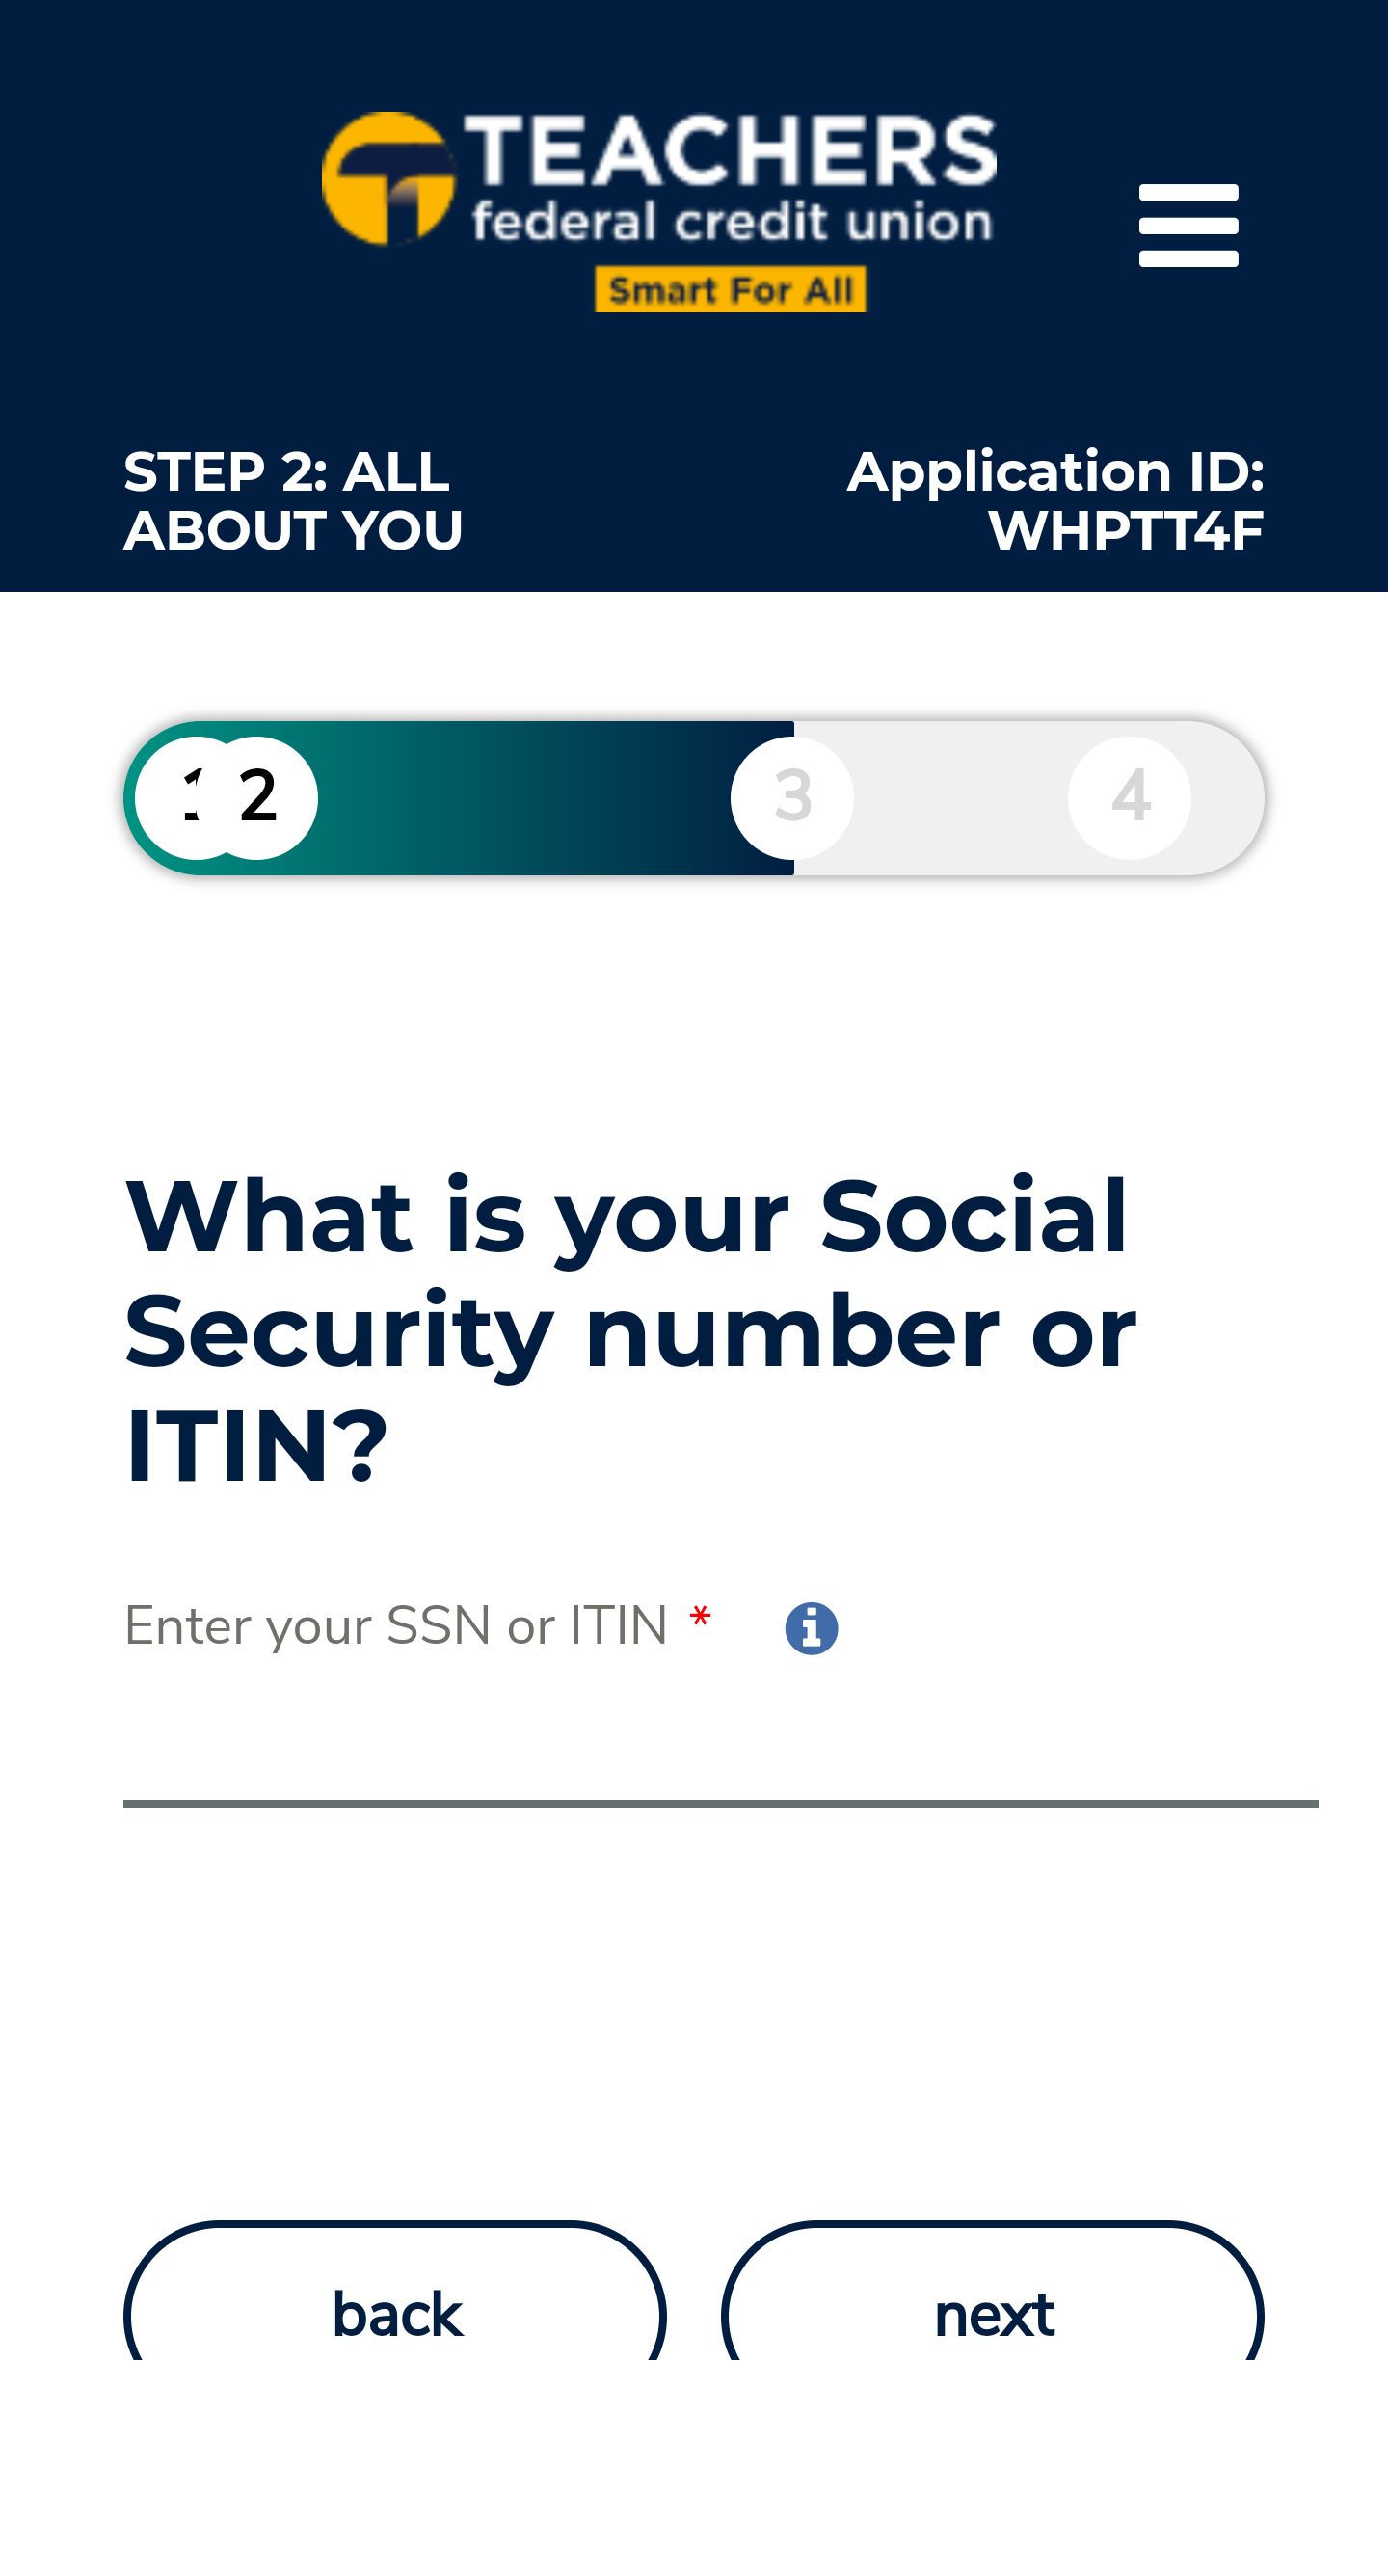 TEACHERS
federal credit union
Smart For All
STEP 2: ALL
ABOUT YOU
Application ID:
WHPTT4F
1 2 3 4
What is your Social
Security number or
ITIN?
Enter your SSN or ITIN *
back next